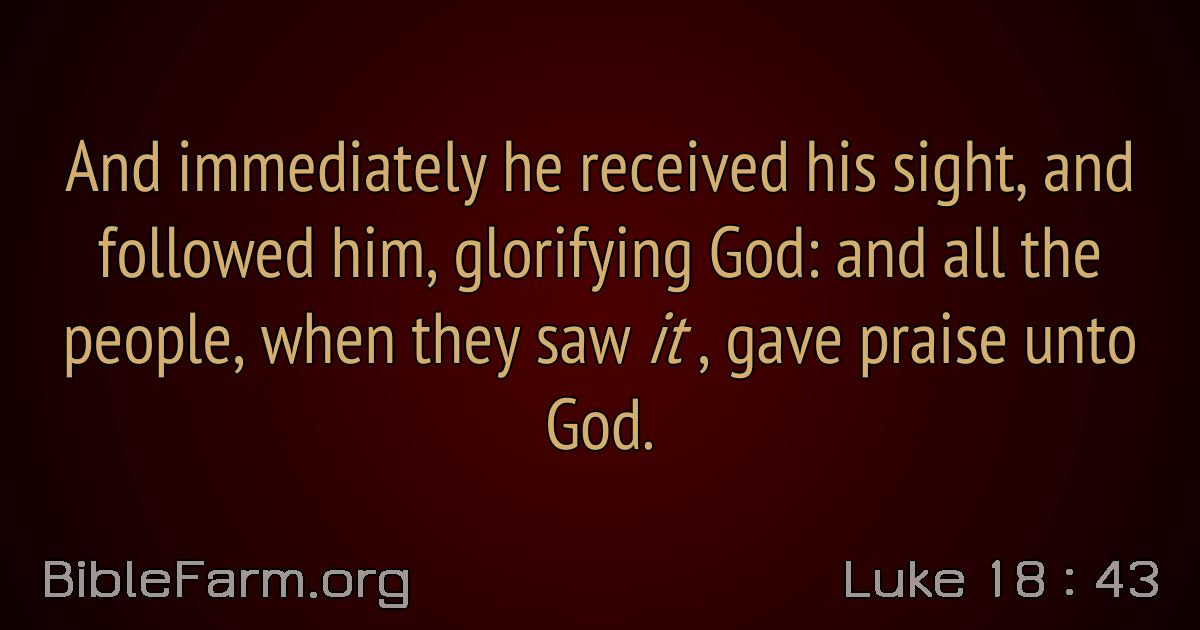 And immediately he received his sight, and
followed him, glorifying God: and all the
people, when they saw it , gave praise unto
God.
BibleFarm.org
Luke 18 : 43